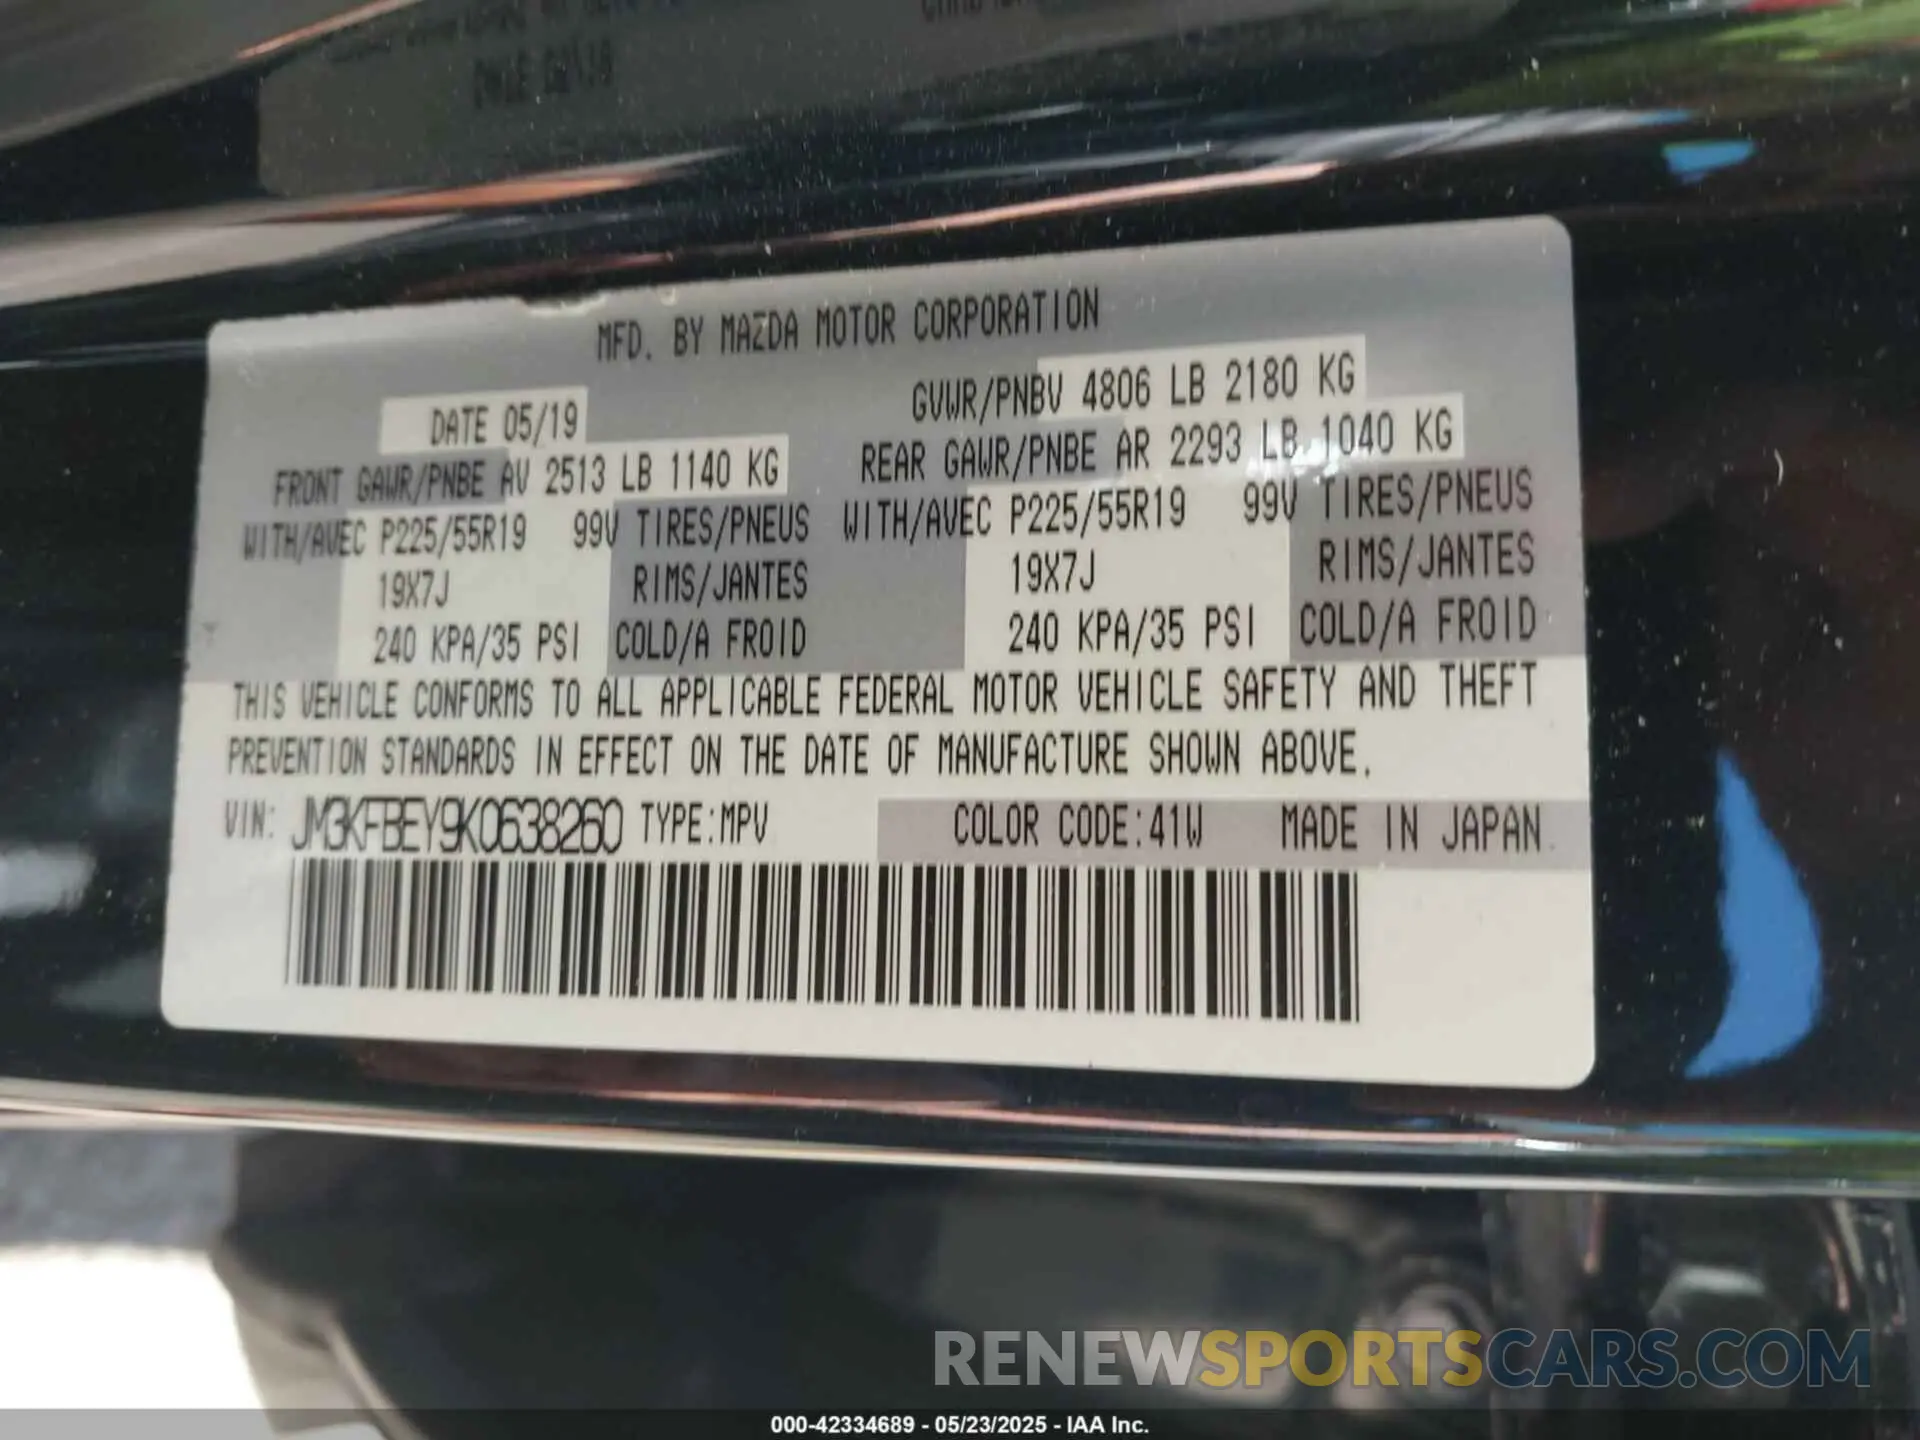 MFD. BY MAZDA MOTOR CORPORATION
DATE 05/19
GVWR/PNBV 4806 LB 2180 KG
FRONT GAWR/PNBE AV 2513 LB 1140 KG
REAR GAWR/PNBE AR 2293 LB 1040 KG
WITH/AVEC P225/55R19 99V TIRES/PNEUS
WITH/AVEC P225/55R19 99V TIRES/PNEUS
19X7J RIMS/JANTES
19X7J RIMS/JANTES
240 KPA/35 PSI COLD/A FROID
240 KPA/35 PSI COLD/A FROID
THIS VEHICLE CONFORMS TO ALL APPLICABLE FEDERAL MOTOR VEHICLE SAFETY AND THEFT
PREVENTION STANDARDS IN EFFECT ON THE DATE OF MANUFACTURE SHOWN ABOVE.
VIN: JM3KFBEY9K0638260 TYPE:MPV COLOR CODE:41W MADE IN JAPAN
RENEWSPORTSCARS.COM
000-42334689 - 05/23/2025 - IAA Inc.